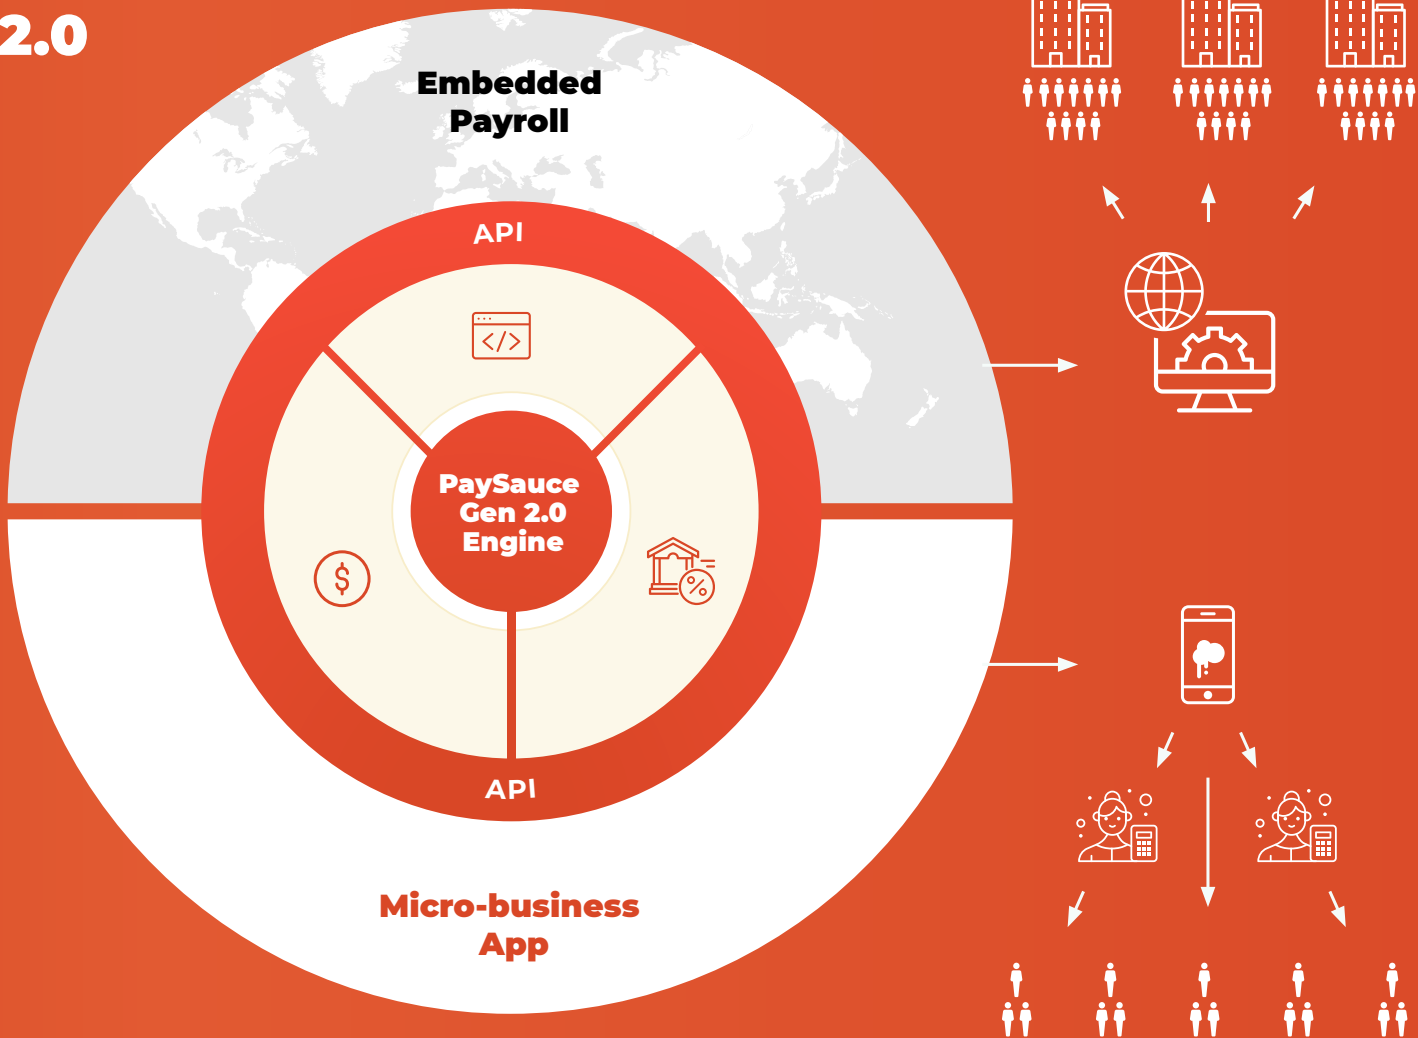 2.0
Embedded
Payroll
API
PaySauce
Gen 2.0
Engine
API
Micro-business
App